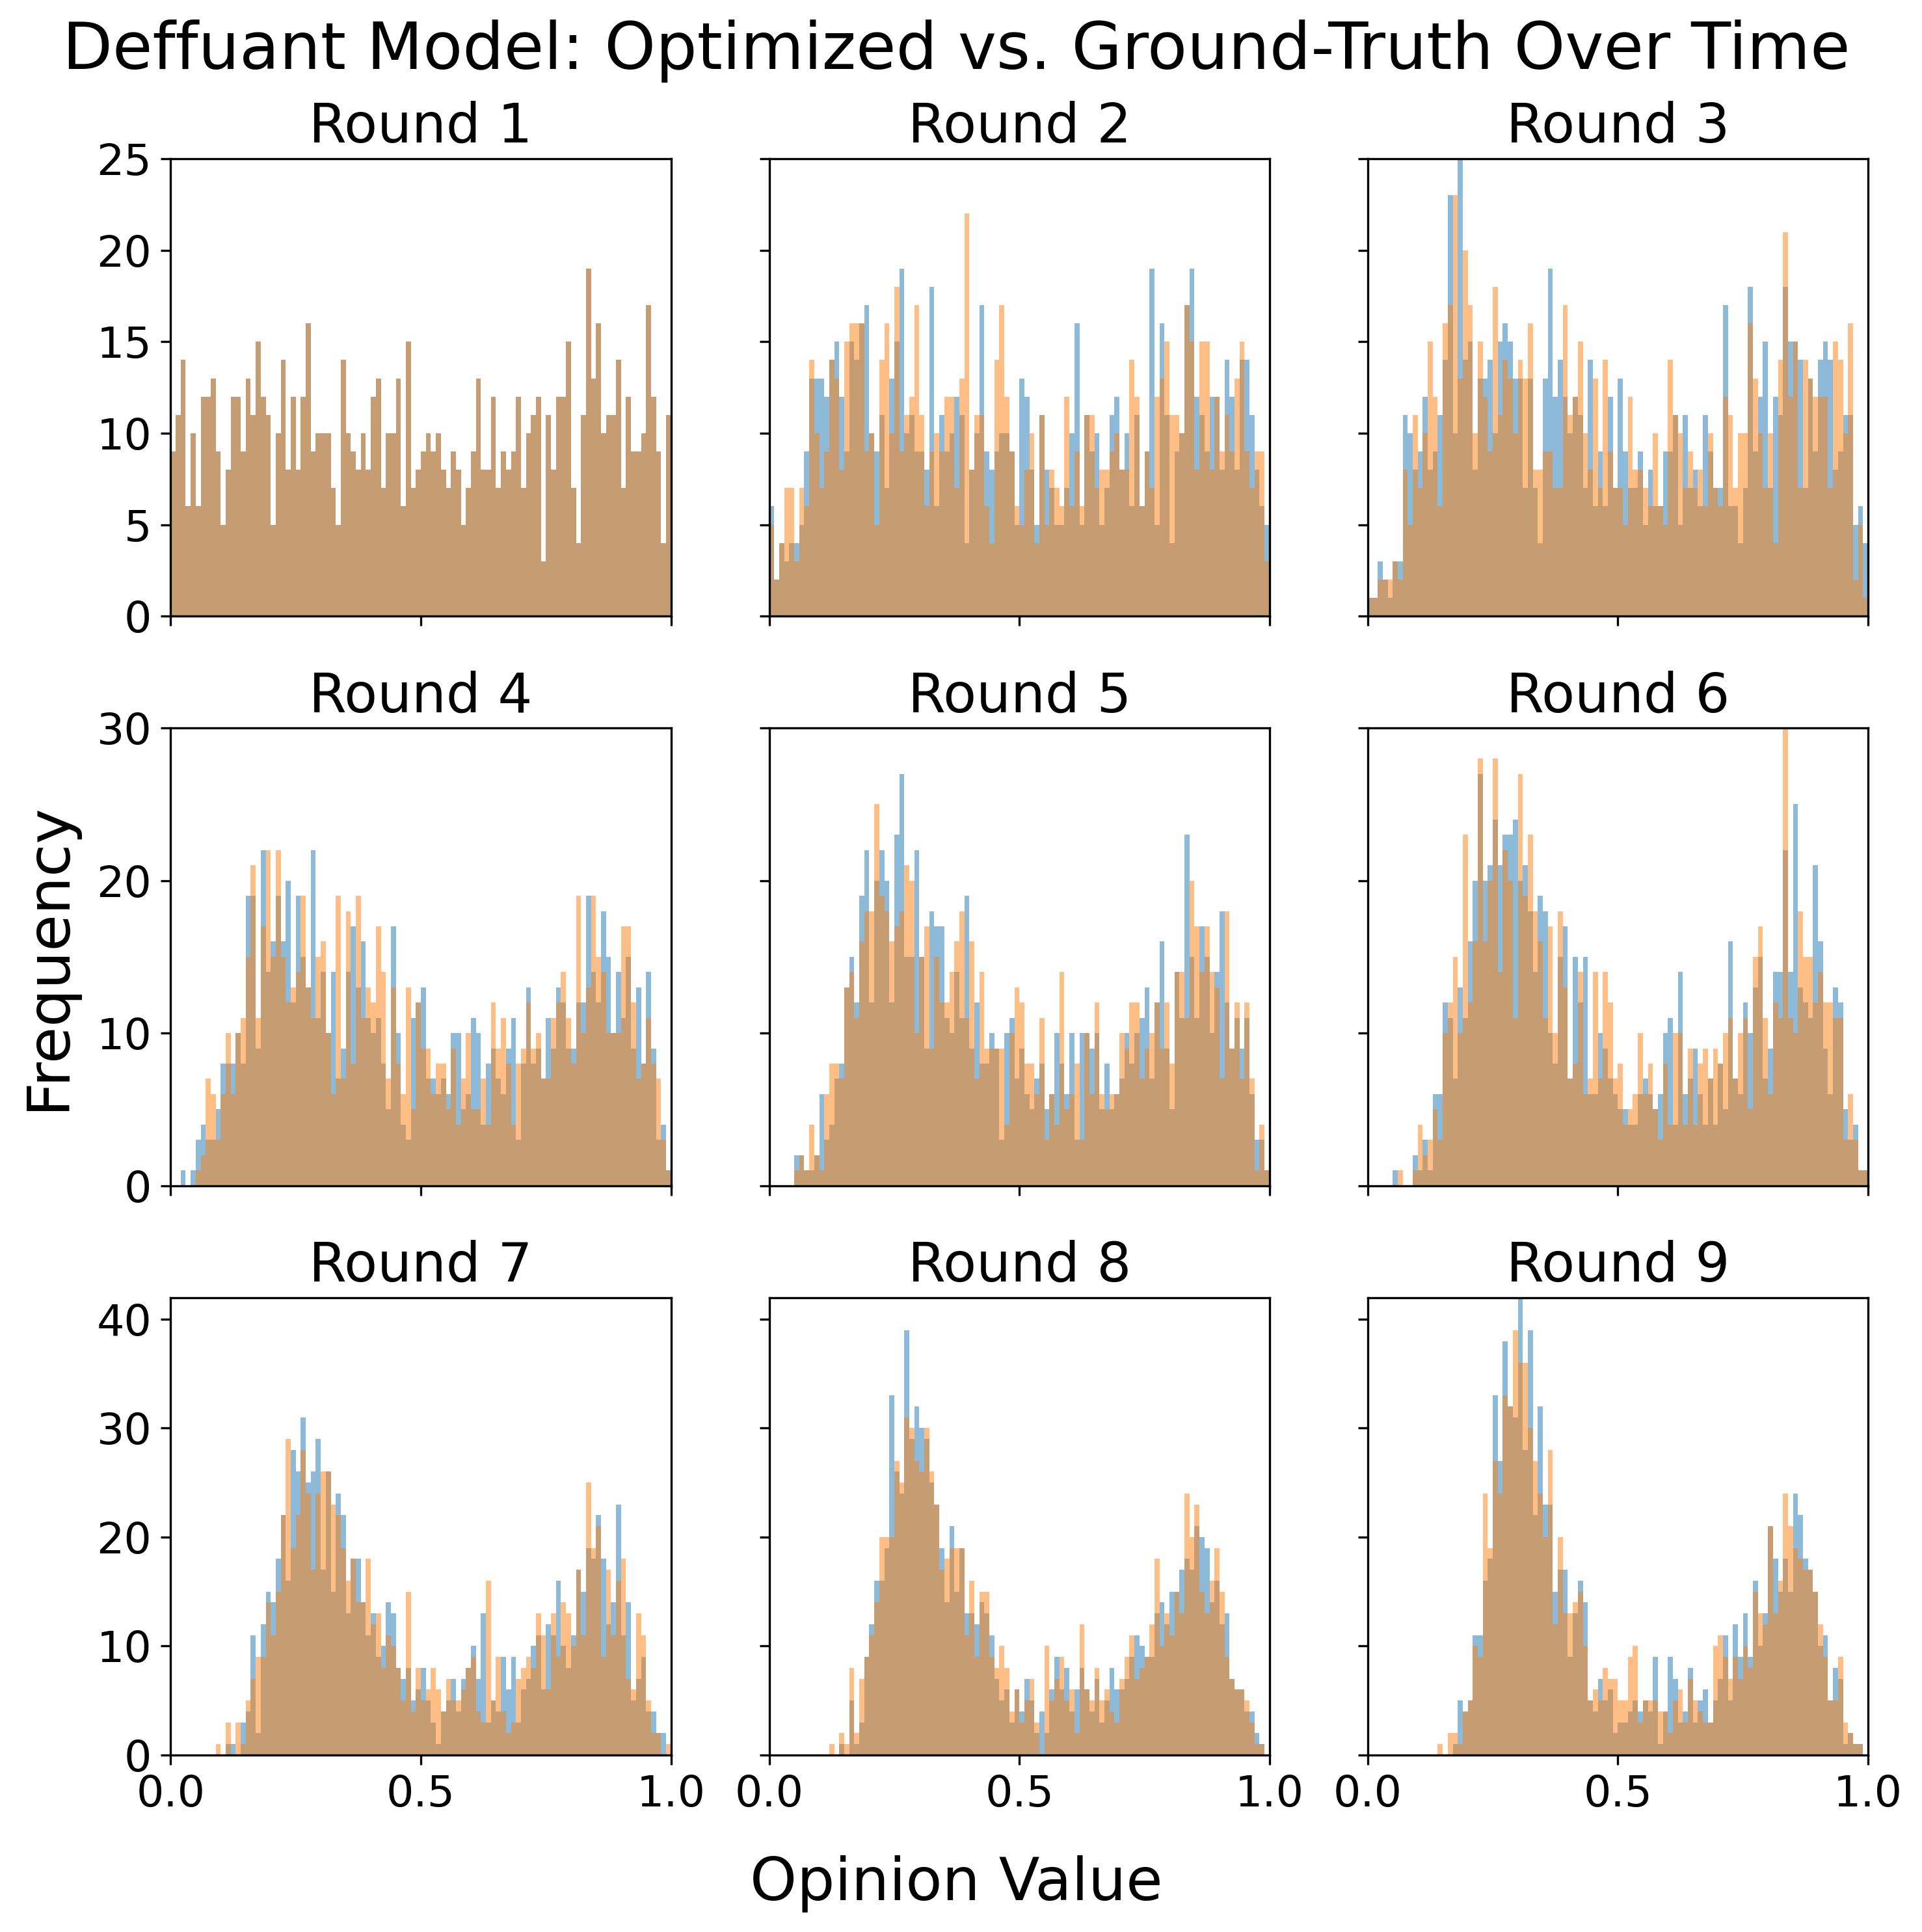 Deffuant Model: Optimized vs. Ground-Truth Over Time
Round 1
Round 2
Round 3
25
20
15
10
5
0
Round 4
Round 5
Round 6
30
20
10
0
Frequency
Round 7
Round 8
Round 9
40
30
20
10
0
0.0 0.5 1.0
0.0 0.5 1.0
0.0 0.5 1.0
Opinion Value